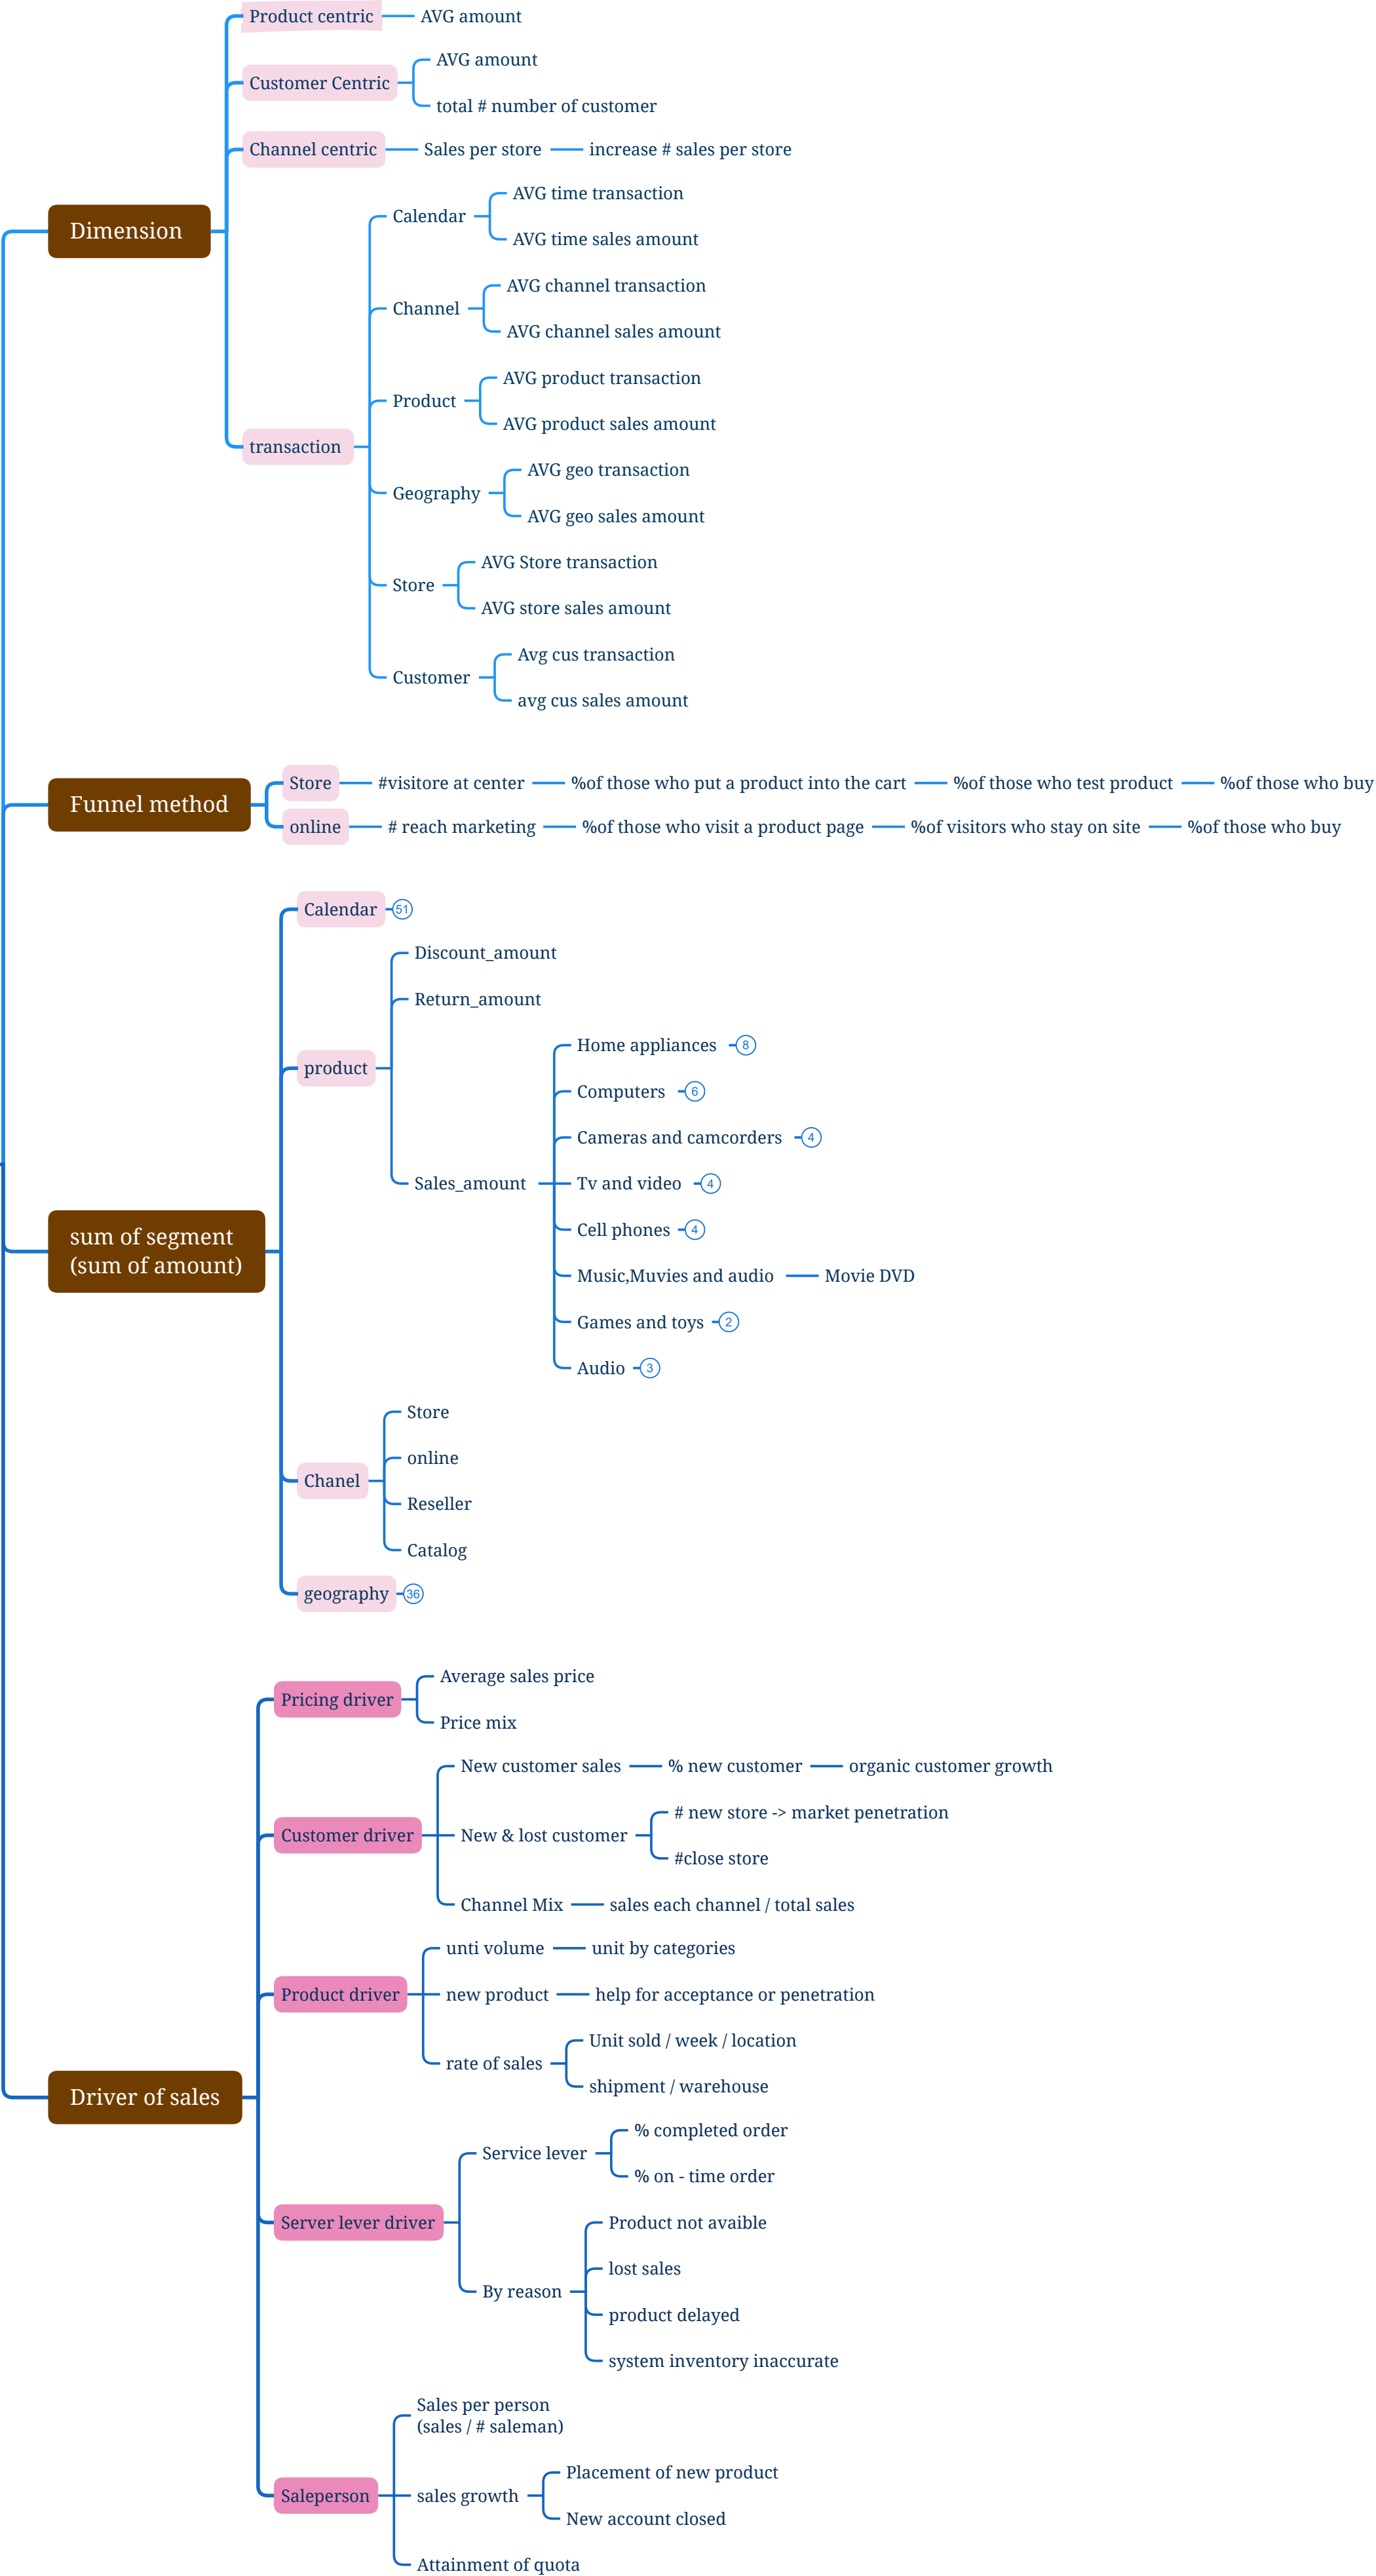 Product centric
AVG amount
Customer Centric
AVG amount
total # number of customer
Channel centric
Sales per store
increase # sales per store
Dimension
transaction
Calendar
AVG time transaction
AVG time sales amount
Channel
AVG channel transaction
AVG channel sales amount
Product
AVG product transaction
AVG product sales amount
Geography
AVG geo transaction
AVG geo sales amount
Store
AVG Store transaction
AVG store sales amount
Customer
Avg cus transaction
avg cus sales amount
Funnel method
Store
#visitore at center
%of those who put a product into the cart
%of those who test product
%of those who buy
online
# reach marketing
%of those who visit a product page
%of visitors who stay on site
%of those who buy
sum of segment
(sum of amount)
Calendar
51
product
Discount_amount
Return_amount
Sales_amount
Home appliances
8
Computers
6
Cameras and camcorders
4
Tv and video
4
Cell phones
4
Music,Muvies and audio
Movie DVD
Games and toys
2
Audio
3
Chanel
Store
online
Reseller
Catalog
geography
36
Driver of sales
Pricing driver
Average sales price
Price mix
Customer driver
New customer sales
% new customer
organic customer growth
New & lost customer
# new store -> market penetration
#close store
Channel Mix
sales each channel / total sales
Product driver
unti volume
unit by categories
new product
help for acceptance or penetration
rate of sales
Unit sold / week / location
shipment / warehouse
Server lever driver
Service lever
% completed order
% on - time order
By reason
Product not avaible
lost sales
product delayed
system inventory inaccurate
Saleperson
Sales per person
(sales / # saleman)
sales growth
Placement of new product
New account closed
Attainment of quota